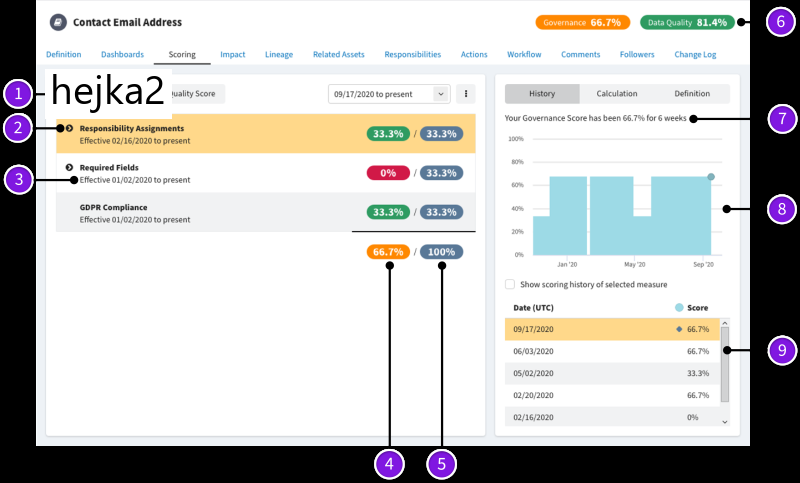 Contact Email Address
Governance 66.7%
Data Quality 81.4%
6
Definition Dashboards Scoring Impact Lineage Related Assets Responsibilities Actions Workflow Comments Followers Change Log
1
hejka2
Quality Score
09/17/2020 to present
History Calculation Definition
2
Responsibility Assignments
Effective 02/16/2020 to present
33.3% / 33.3%
Your Governance Score has been 66.7% for 6 weeks
7
3
Required Fields
Effective 01/02/2020 to present
0% / 33.3%
GDPR Compliance
Effective 01/02/2020 to present
33.3% / 33.3%
66.7% / 100%
4
5
100%
80%
60%
40%
20%
0%
Jan '20 May '20 Sep '20
8
Show scoring history of selected measure
Date (UTC) Score
09/17/2020 66.7%
06/03/2020 66.7%
05/02/2020 33.3%
02/20/2020 66.7%
02/16/2020 0%
9